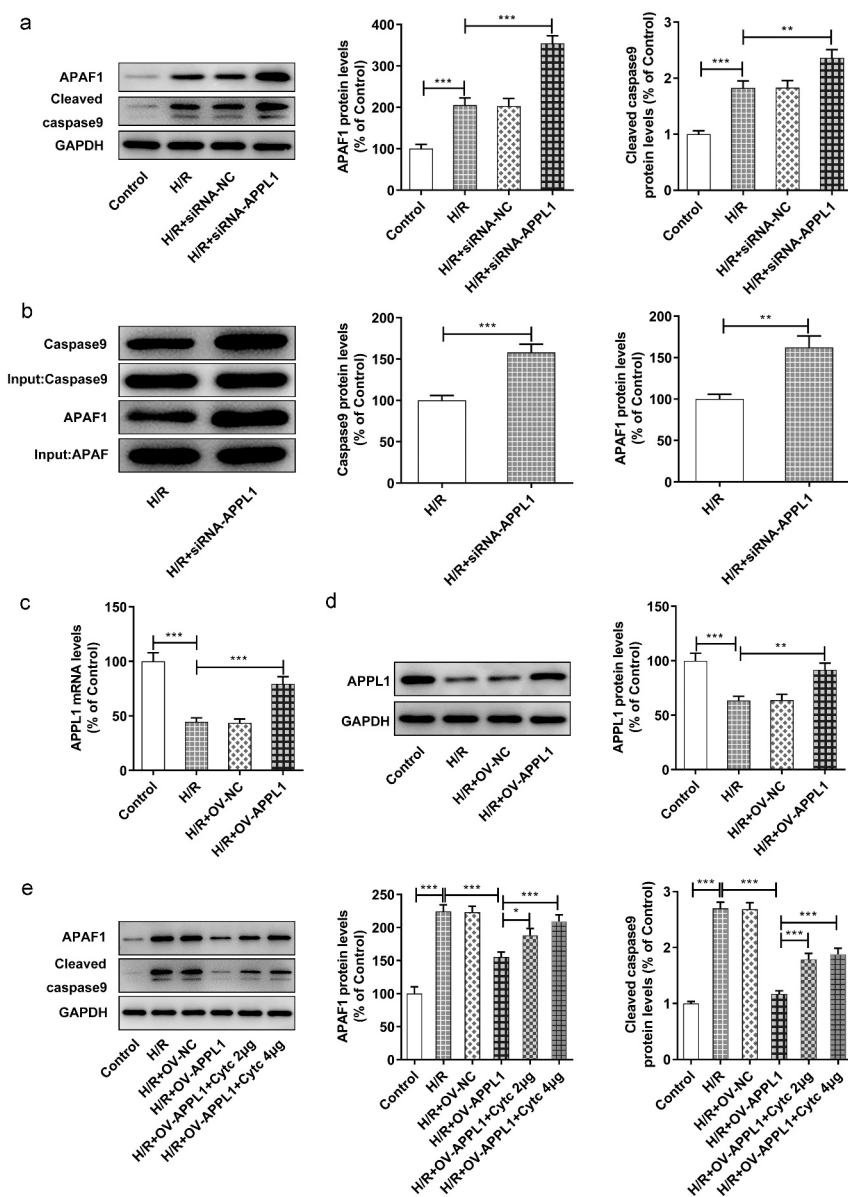 a
APAF1
Cleaved
caspase9
GAPDH
Control
H/R
H/R+siRNA-NC
H/R+siRNA-APPL1
APAF1 protein levels
(% of Control)
400
300
200
100
0
***
***
Control
H/R
H/R+siRNA-NC
H/R+siRNA-APPL1
Cleaved caspase9
protein levels (% of Control)
3
2
1
0
***
**
Control
H/R
H/R+siRNA-NC
H/R+siRNA-APPL1
b
Caspase9
Input:Caspase9
APAF1
Input:APAF
H/R
H/R+siRNA-APPL1
Caspase9 protein levels
(% of Control)
200
150
100
50
0
***
H/R
H/R+siRNA-APPL1
APAF1 protein levels
(% of Control)
200
150
100
50
0
**
H/R
H/R+siRNA-APPL1
c
APPL1 mRNA levels
(% of Control)
150
100
50
0
***
***
Control
H/R
H/R+OV-NC
H/R+OV-APPL1
d
APPL1
GAPDH
Control
H/R
H/R+OV-NC
H/R+OV-APPL1
APPL1 protein levels
(% of Control)
150
100
50
0
***
**
Control
H/R
H/R+OV-NC
H/R+OV-APPL1
e
APAF1
Cleaved
caspase9
GAPDH
Control
H/R
H/R+OV-NC
H/R+OV-APPL1
H/R+OV-APPL1+Cytc 2µg
H/R+OV-APPL1+Cytc 4µg
APAF1 protein levels
(% of Control)
250
200
150
100
50
0
***
***
***
*
Control
H/R
H/R+OV-NC
H/R+OV-APPL1
H/R+OV-APPL1+Cytc 2µg
H/R+OV-APPL1+Cytc 4µg
Cleaved caspase9
protein levels (% of Control)
3
2
1
0
***
***
***
***
Control
H/R
H/R+OV-NC
H/R+OV-APPL1
H/R+OV-APPL1+Cytc 2µg
H/R+OV-APPL1+Cytc 4µg